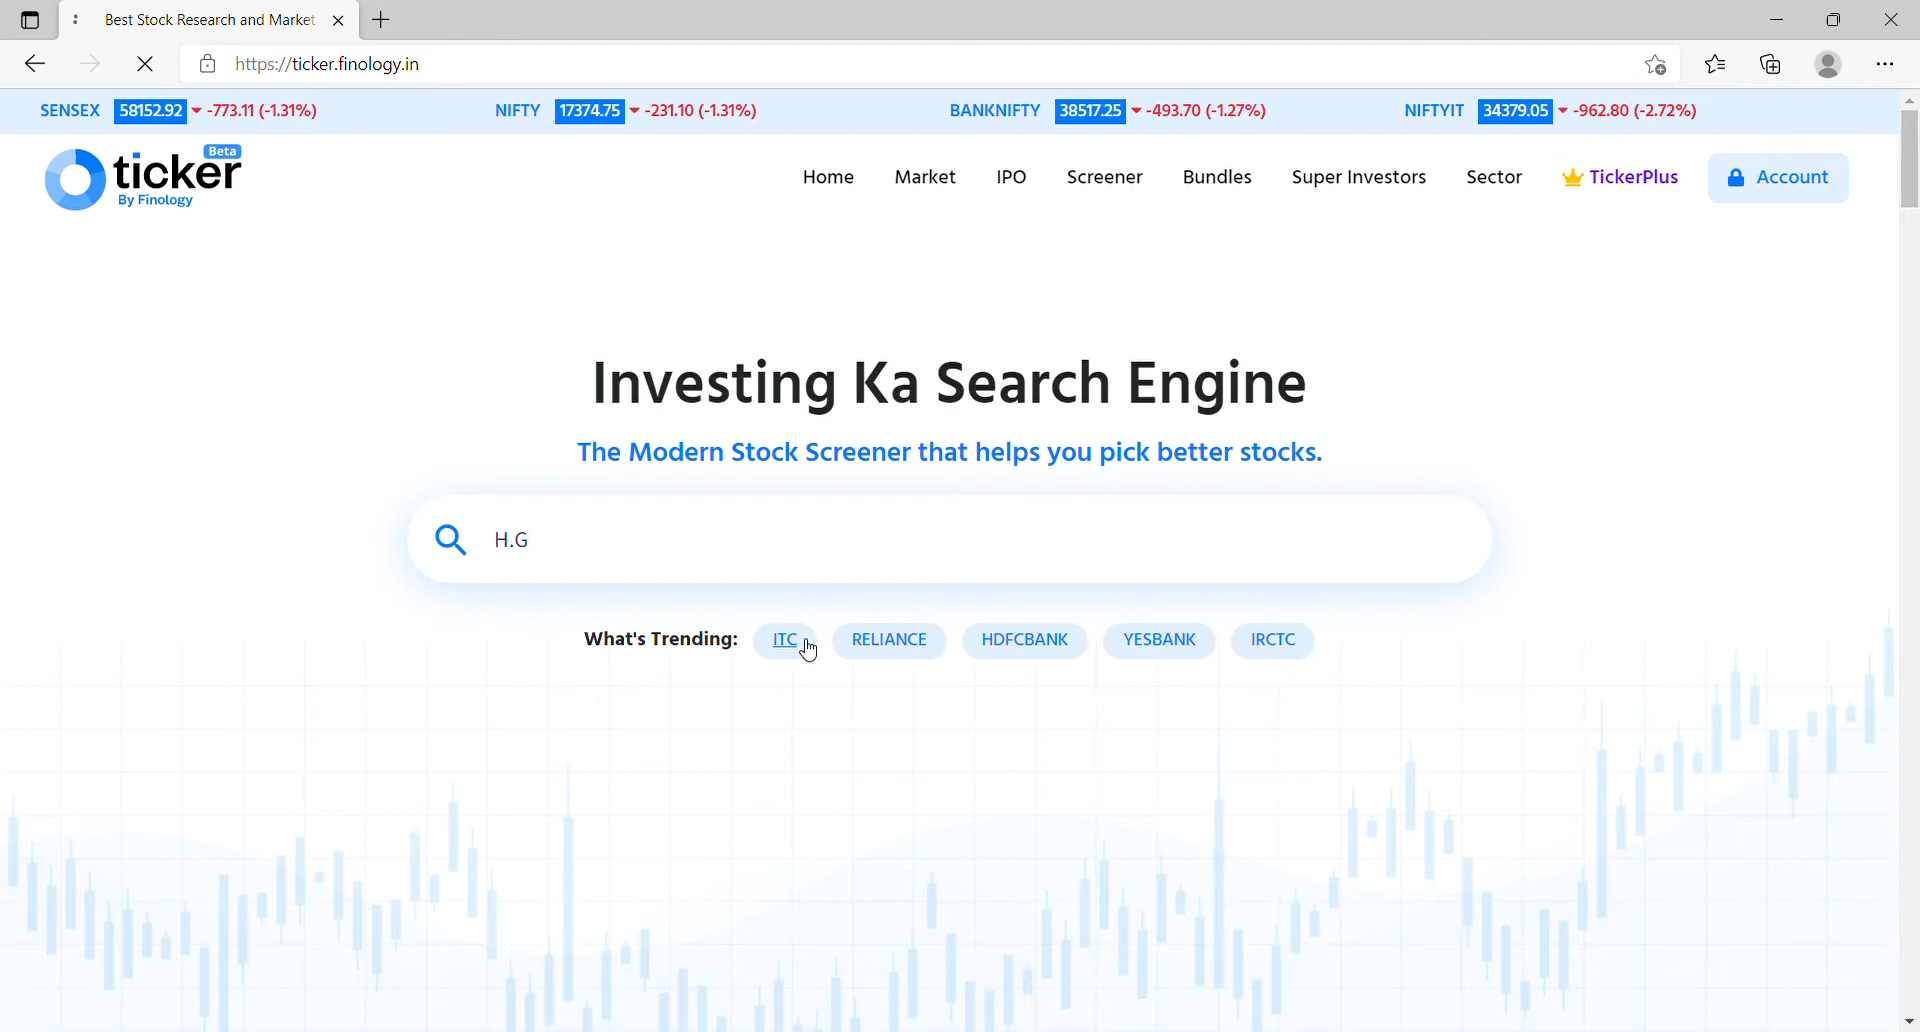 Best Stock Research and Market
https://ticker.finology.in
SENSEX 58152.92 -773.11 (-1.31%) NIFTY 17374.75 -231.10 (-1.31%) BANKNIFTY 38517.25 -493.70 (-1.27%) NIFTYIT 34379.05 -962.80 (-2.72%)
Beta
ticker
By Finology
Home Market IPO Screener Bundles Super Investors Sector TickerPlus Account
Investing Ka Search Engine
The Modern Stock Screener that helps you pick better stocks.
H.G
What's Trending: ITC RELIANCE HDFCBANK YESBANK IRCTC